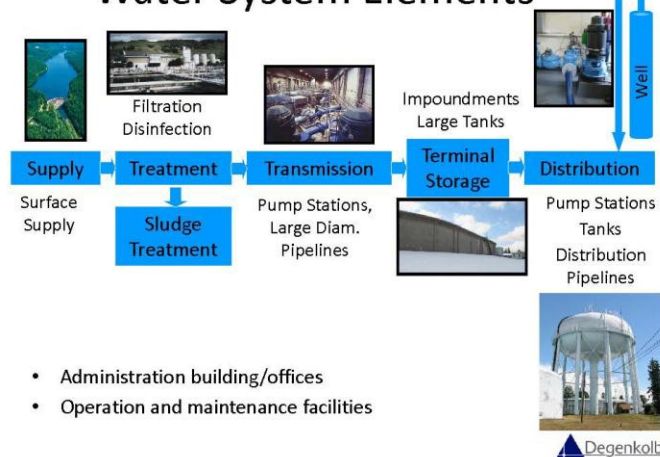 Water System Elements
Well
Filtration
Disinfection
Impoundments
Large Tanks
Supply
Treatment
Transmission
Terminal
Storage
Distribution
Surface
Supply
Sludge
Treatment
Pump Stations,
Large Diam.
Pipelines
Pump Stations
Tanks
Distribution
Pipelines
• Administration building/offices
• Operation and maintenance facilities
Degenkolb